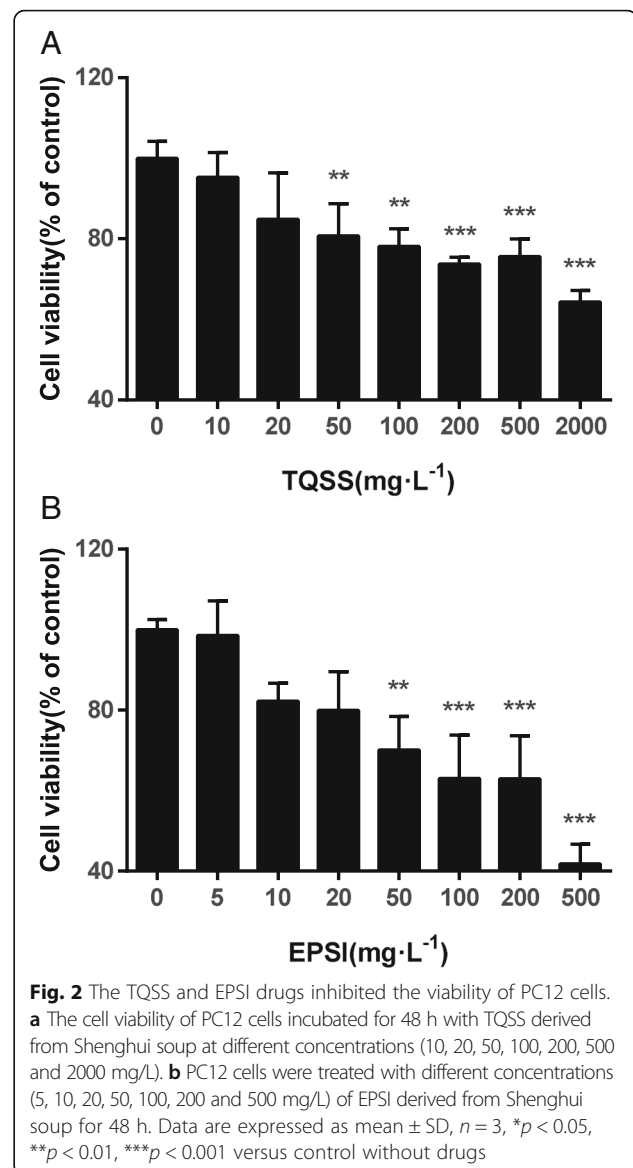 A
120
80
40
Cell viability(% of control)
** ** *** *** ***
0 10 20 50 100 200 500 2000
TQSS(mg·L⁻¹)
B
120
80
40
Cell viability(% of control)
** *** *** ***
0 5 10 20 50 100 200 500
EPSI(mg·L⁻¹)
Fig. 2 The TQSS and EPSI drugs inhibited the viability of PC12 cells.
a The cell viability of PC12 cells incubated for 48 h with TQSS derived
from Shenghui soup at different concentrations (10, 20, 50, 100, 200, 500
and 2000 mg/L). b PC12 cells were treated with different concentrations
(5, 10, 20, 50, 100, 200 and 500 mg/L) of EPSI derived from Shenghui
soup for 48 h. Data are expressed as mean ± SD, n = 3, *p < 0.05,
**p < 0.01, ***p < 0.001 versus control without drugs